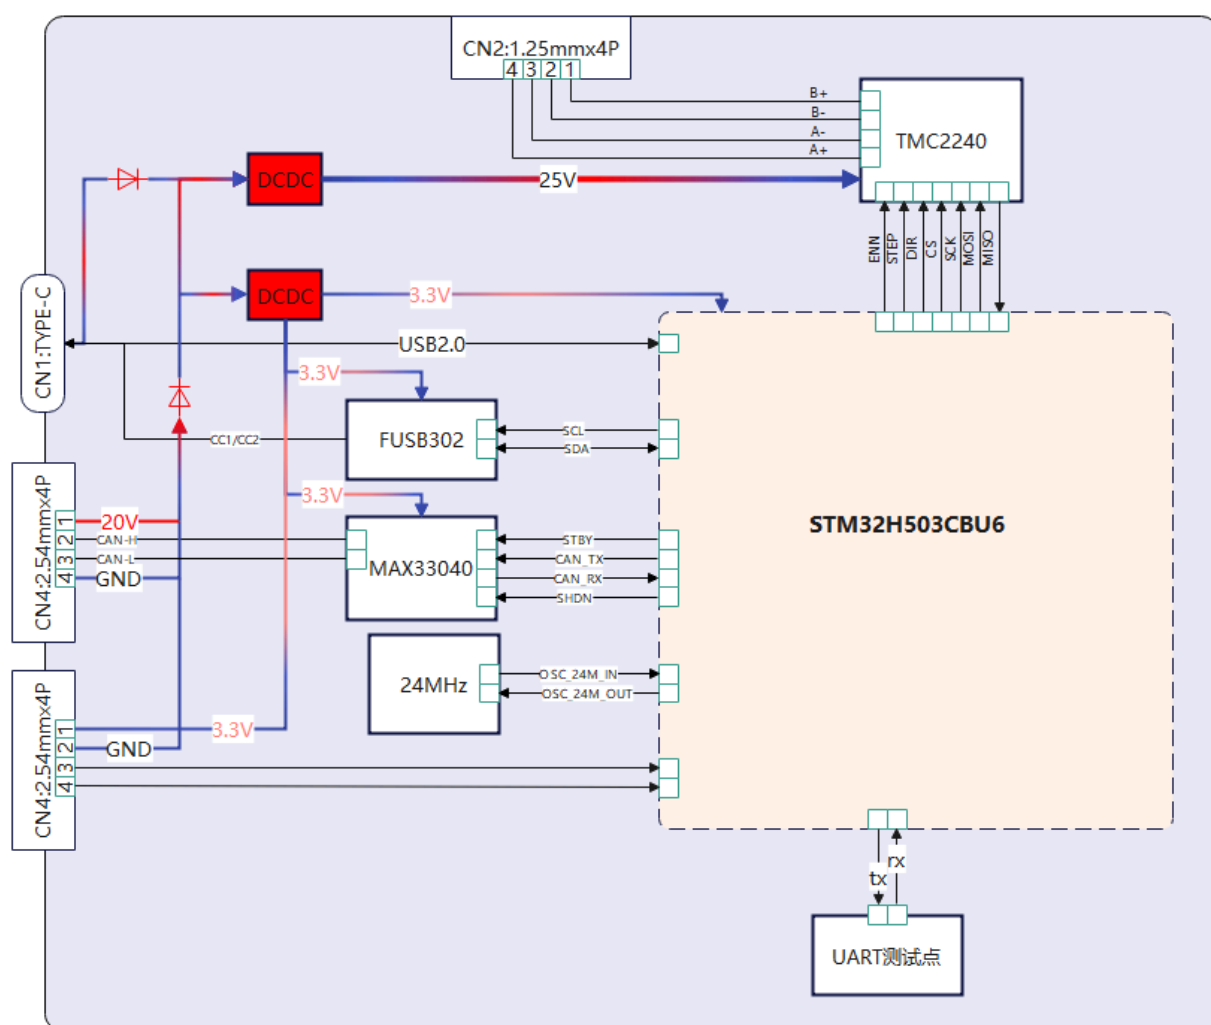 CN2:1.25mmx4P
4 3 2 1
B+
B-
A-
A+
TMC2240
DCDC
25V
ENN
STEP
DIR
CS
SCK
MOSI
MISO
DCDC
3.3V
CN1:TYPE-C
USB2.0
3.3V
FUSB302
CC1/CC2
SCL
SDA
3.3V
STM32H503CBU6
CN4:2.54mmx4P
1
2
3
4
20V
CAN-H
CAN-L
GND
MAX33040
STBY
CAN_TX
CAN_RX
SHDN
24MHz
OSC_24M_IN
OSC_24M_OUT
CN4:2.54mmx4P
1
2
3
4
3.3V
GND
tx
rx
UART测试点